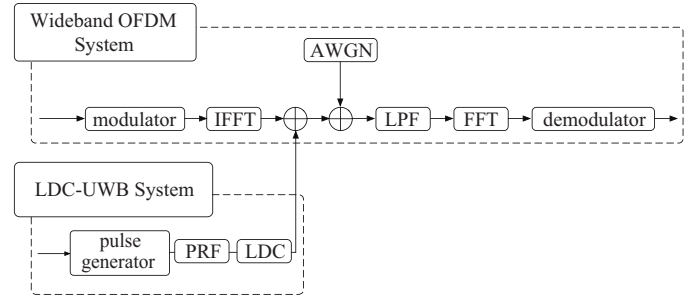 Wideband OFDM
System
AWGN
modulator
IFFT
LPF
FFT
demodulator
LDC-UWB System
pulse
generator
PRF
LDC